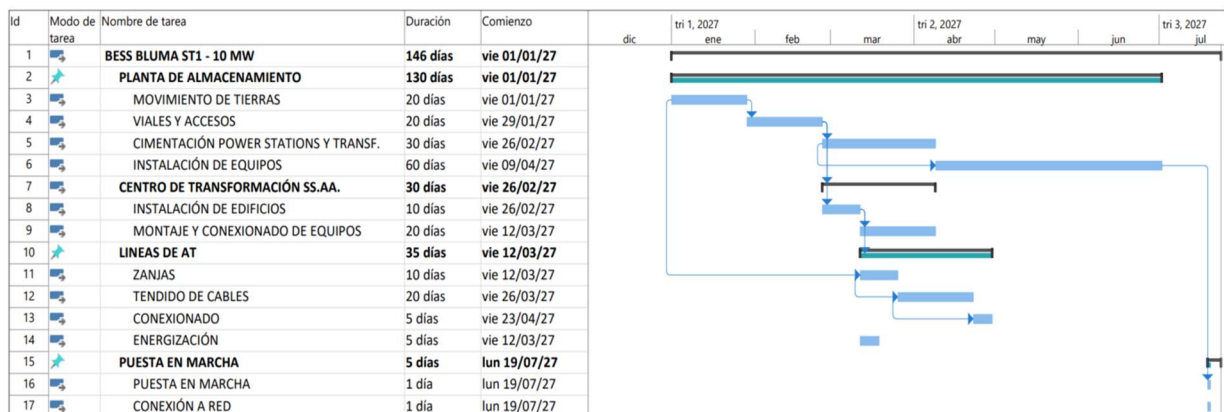 Id Modo de tarea Nombre de tarea Duración Comienzo
tri 1, 2027 tri 2, 2027 tri 3, 2027
dic ene feb mar abr may jun jul
1 BESS BLUMA ST1 - 10 MW 146 días vie 01/01/27
2 PLANTA DE ALMACENAMIENTO 130 días vie 01/01/27
3 MOVIMIENTO DE TIERRAS 20 días vie 01/01/27
4 VIALES Y ACCESOS 20 días vie 29/01/27
5 CIMENTACIÓN POWER STATIONS Y TRANSF. 30 días vie 26/02/27
6 INSTALACIÓN DE EQUIPOS 60 días vie 09/04/27
7 CENTRO DE TRANSFORMACIÓN SS.AA. 30 días vie 26/02/27
8 INSTALACIÓN DE EDIFICIOS 10 días vie 26/02/27
9 MONTAJE Y CONEXIONADO DE EQUIPOS 20 días vie 12/03/27
10 LINEAS DE AT 35 días vie 12/03/27
11 ZANJAS 10 días vie 12/03/27
12 TENDIDO DE CABLES 20 días vie 26/03/27
13 CONEXIONADO 5 días vie 23/04/27
14 ENERGIZACIÓN 5 días vie 12/03/27
15 PUESTA EN MARCHA 5 días lun 19/07/27
16 PUESTA EN MARCHA 1 día lun 19/07/27
17 CONEXIÓN A RED 1 día lun 19/07/27